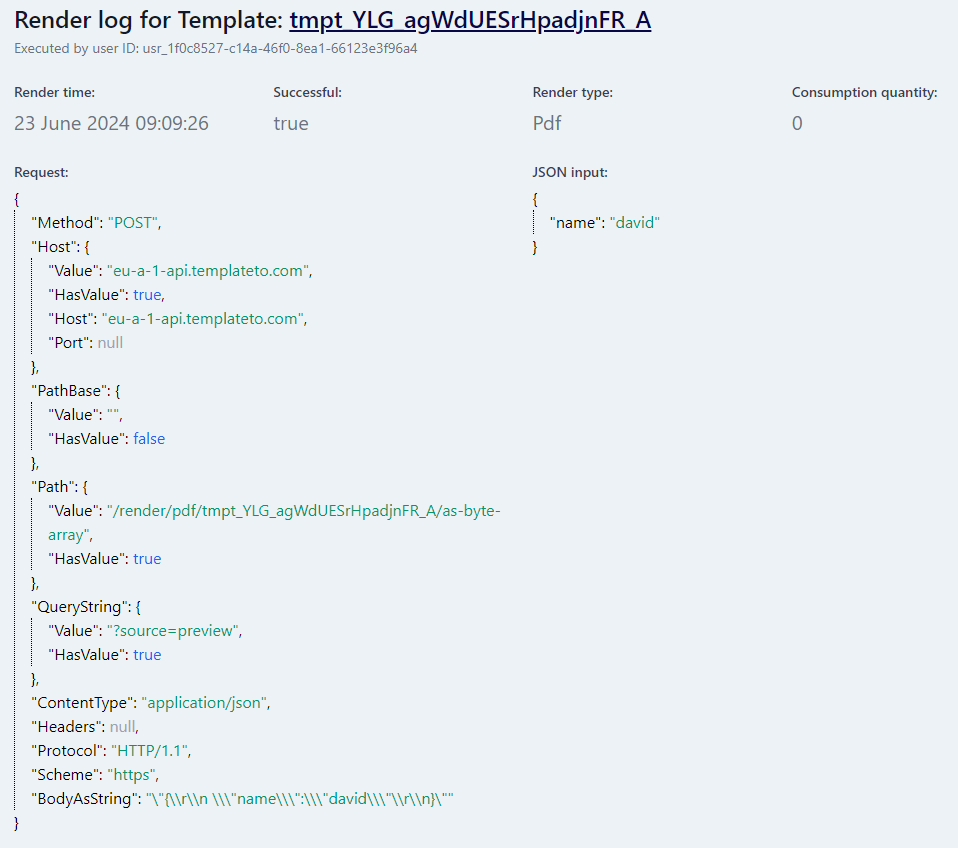 Render log for Template: tmpt_YLG_agWdUESrHpadjnFR_A
Executed by user ID: usr_1f0c8527-c14a-46f0-8ea1-66123e3f96a4
Render time:
Successful:
Render type:
Consumption quantity:
23 June 2024 09:09:26
true
Pdf
0
Request:
{
"Method": "POST",
"Host": {
"Value": "eu-a-1-api.templateto.com",
"HasValue": true,
"Host": "eu-a-1-api.templateto.com",
"Port": null
},
"PathBase": {
"Value": "",
"HasValue": false
},
"Path": {
"Value": "/render/pdf/tmpt_YLG_agWdUESrHpadjnFR_A/as-byte-
array",
"HasValue": true
},
"QueryString": {
"Value": "?source=preview",
"HasValue": true
},
"ContentType": "application/json",
"Headers": null,
"Protocol": "HTTP/1.1",
"Scheme": "https",
"BodyAsString": "\"{\\r\\n \\\"name\\\":\\\"david\\\"\\r\\n}\""
}
JSON input:
{
"name": "david"
}